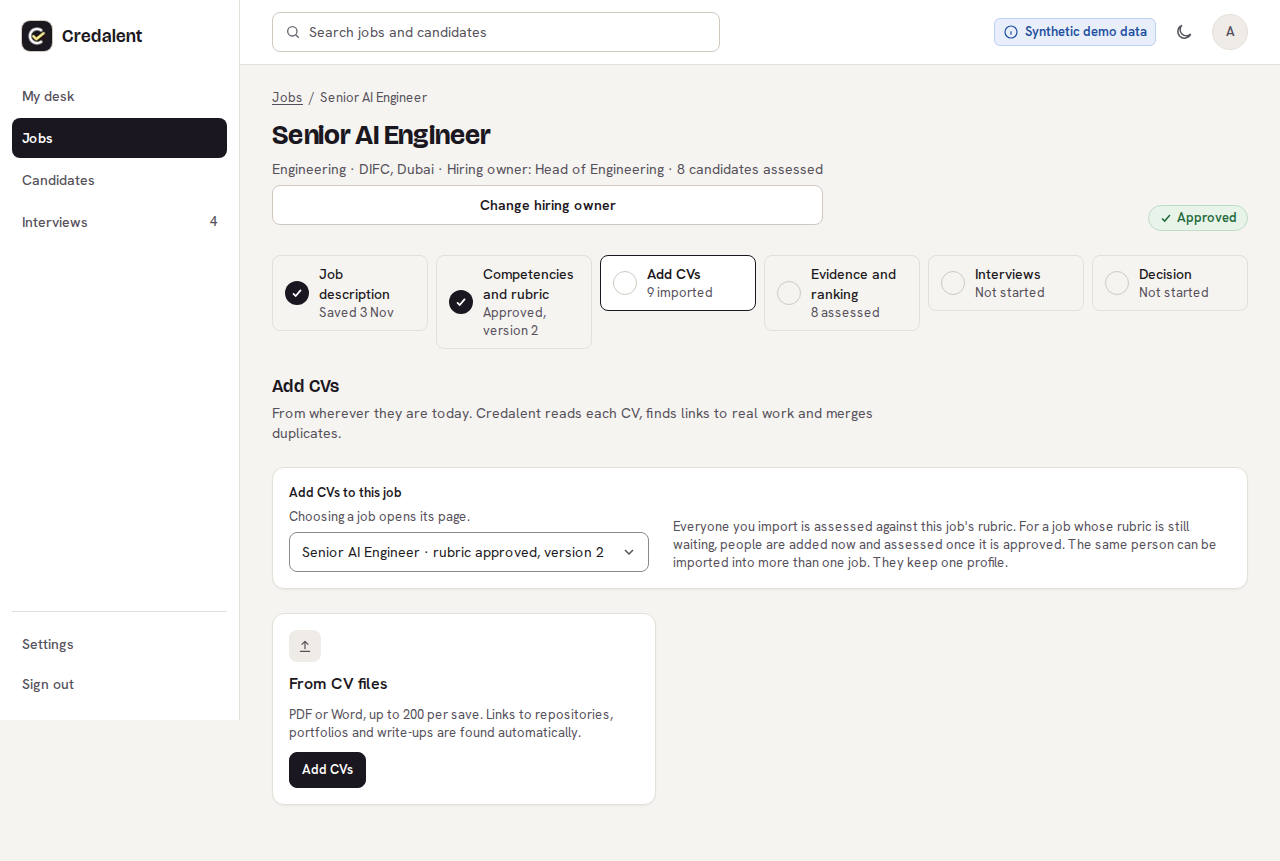 Credalent
Search jobs and candidates
Synthetic demo data
A
My desk
Jobs
Candidates
Interviews 4
Settings
Sign out
Jobs / Senior AI Engineer
Senior AI Engineer
Engineering · DIFC, Dubai · Hiring owner: Head of Engineering · 8 candidates assessed
Change hiring owner
Approved
Job
description
Saved 3 Nov
Competencies
and rubric
Approved,
version 2
Add CVs
9 imported
Evidence and
ranking
8 assessed
Interviews
Not started
Decision
Not started
Add CVs
From wherever they are today. Credalent reads each CV, finds links to real work and merges
duplicates.
Add CVs to this job
Choosing a job opens its page.
Senior AI Engineer · rubric approved, version 2
Everyone you import is assessed against this job's rubric. For a job whose rubric is still
waiting, people are added now and assessed once it is approved. The same person can be
imported into more than one job. They keep one profile.
From CV files
PDF or Word, up to 200 per save. Links to repositories,
portfolios and write-ups are found automatically.
Add CVs